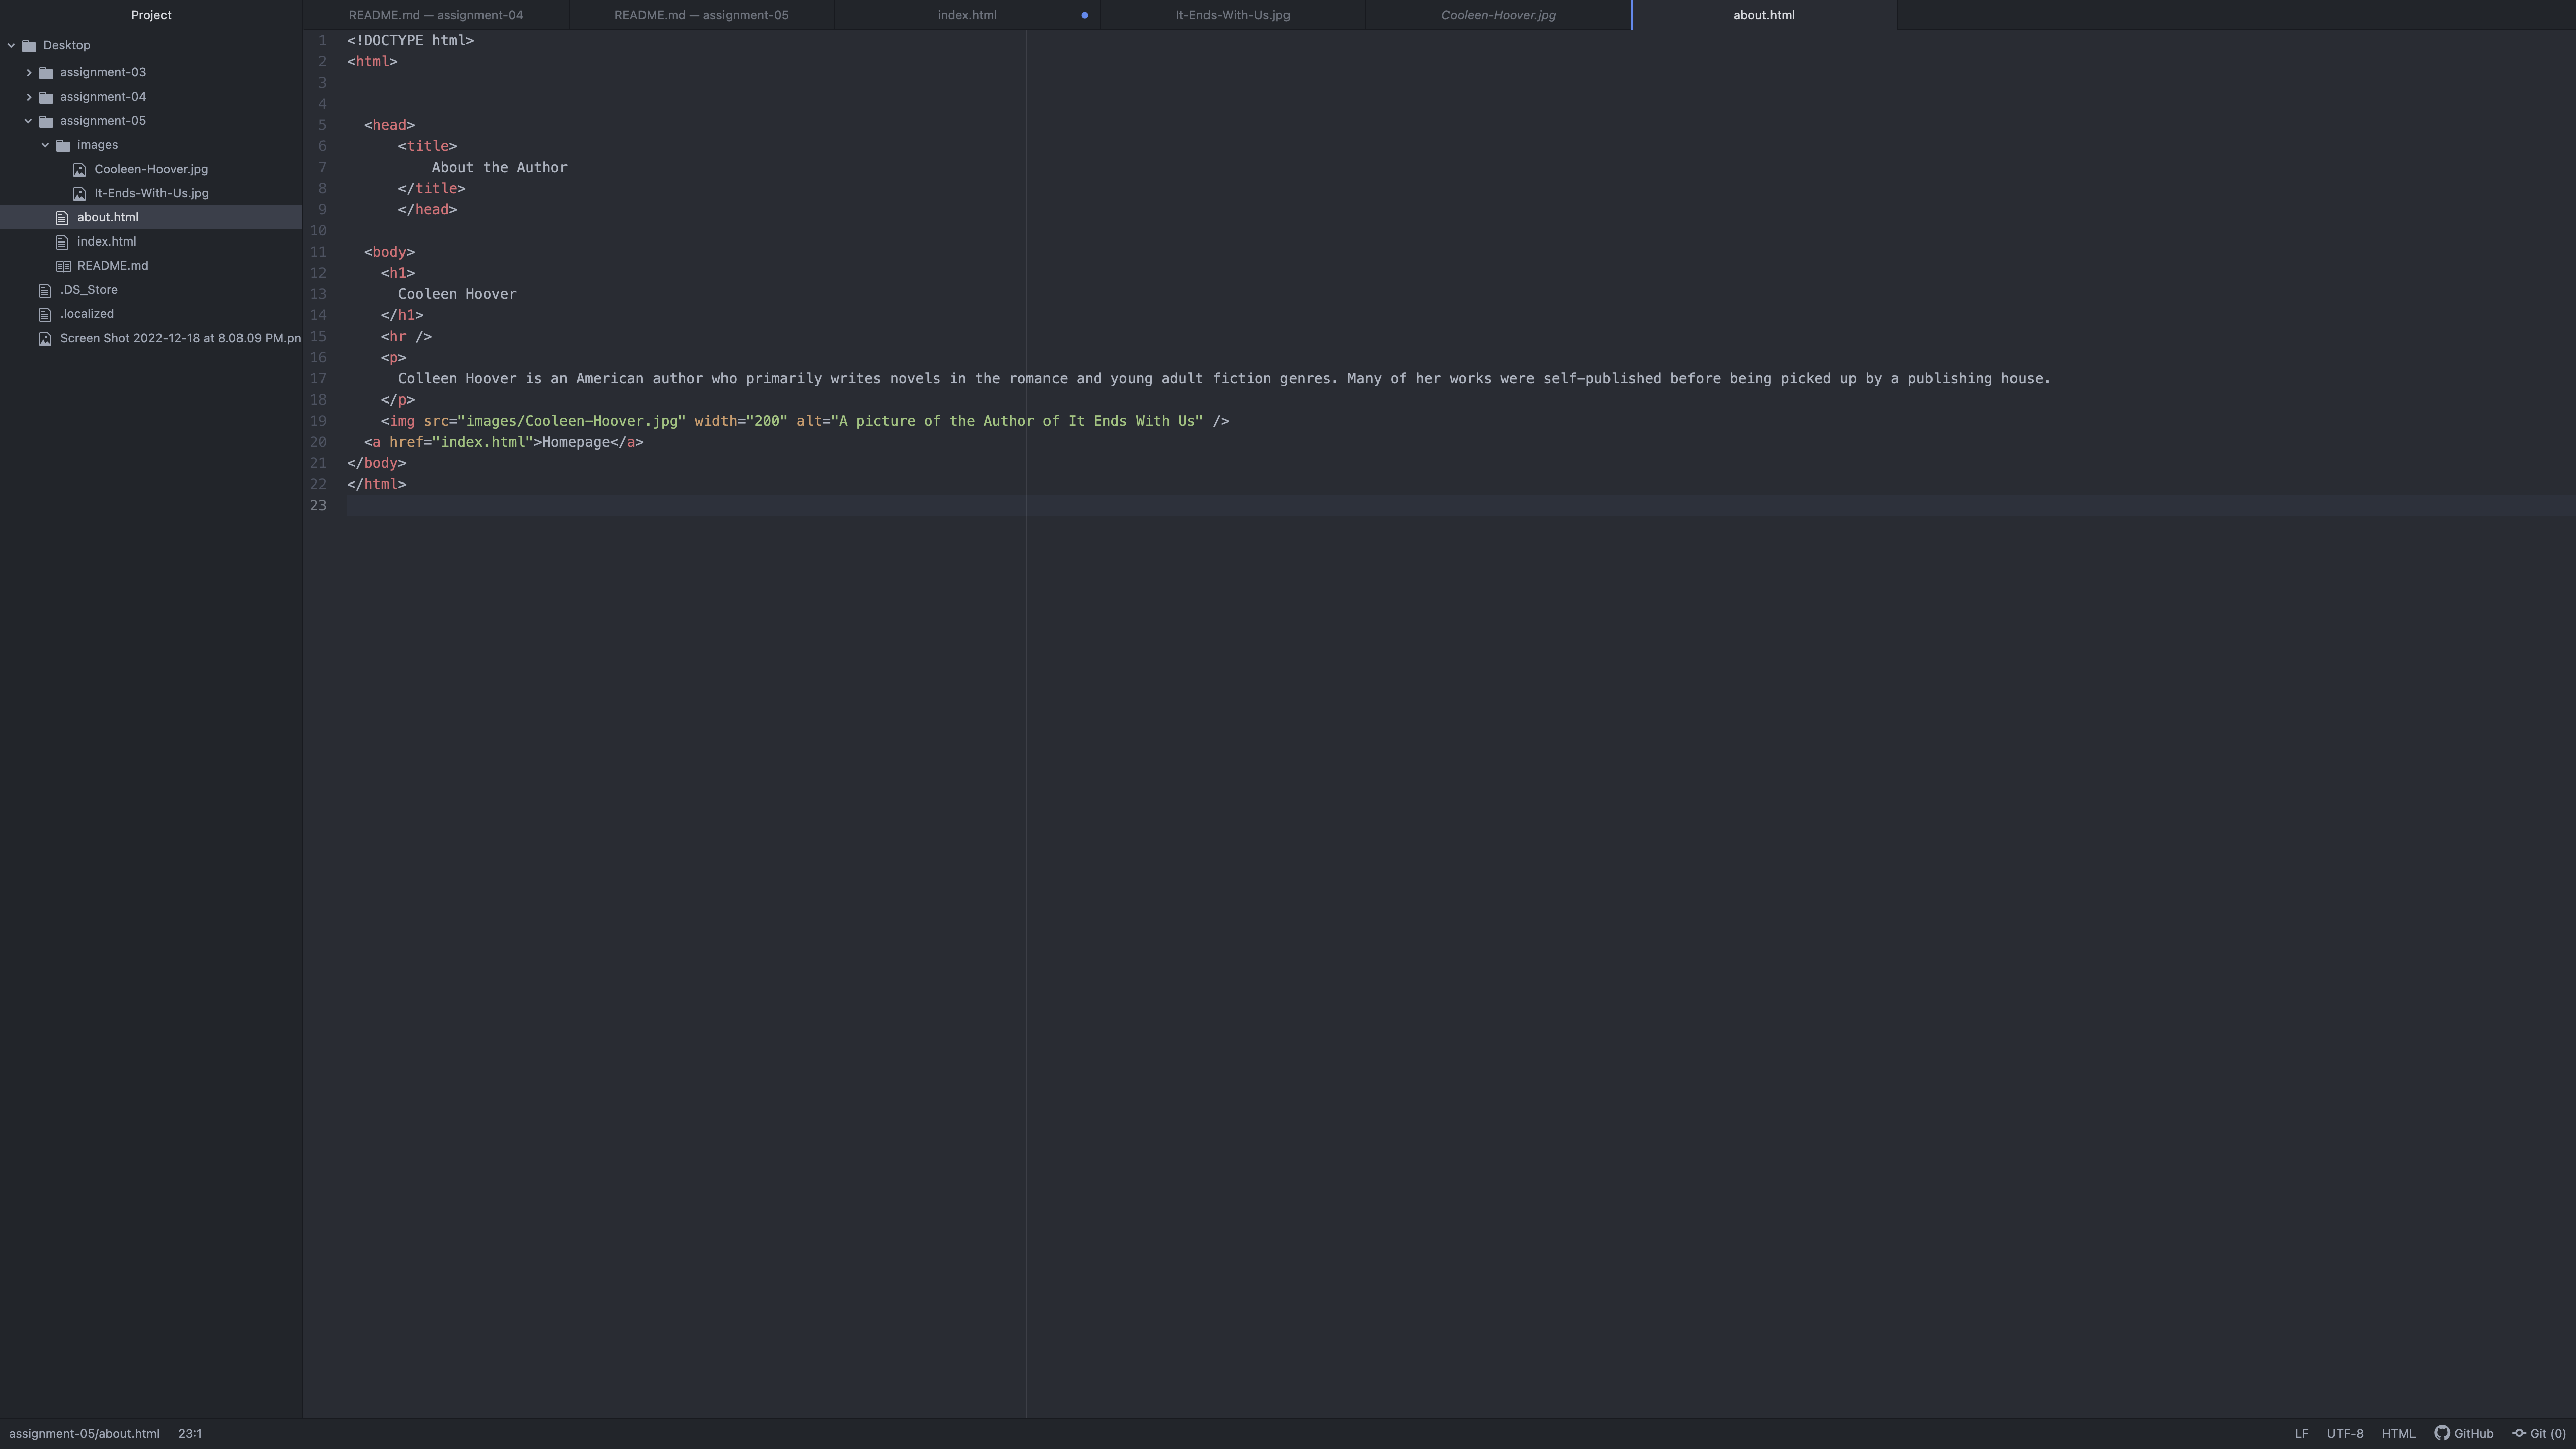 Project
Desktop
assignment-03
assignment-04
assignment-05
images
Cooleen-Hoover.jpg
It-Ends-With-Us.jpg
about.html
index.html
README.md
.DS_Store
.localized
Screen Shot 2022-12-18 at 8.08.09 PM.pn
README.md — assignment-04
README.md — assignment-05
index.html
It-Ends-With-Us.jpg
Cooleen-Hoover.jpg
about.html
1 <!DOCTYPE html>
2 <html>
3
4
5 <head>
6 <title>
7 About the Author
8 </title>
9 </head>
10
11 <body>
12 <h1>
13 Cooleen Hoover
14 </h1>
15 <hr />
16 <p>
17 Colleen Hoover is an American author who primarily writes novels in the romance and young adult fiction genres. Many of her works were self-published before being picked up by a publishing house.
18 </p>
19 <img src="images/Cooleen-Hoover.jpg" width="200" alt="A picture of the Author of It Ends With Us" />
20 <a href="index.html">Homepage</a>
21 </body>
22 </html>
23
assignment-05/about.html 23:1
LF UTF-8 HTML GitHub Git (0)